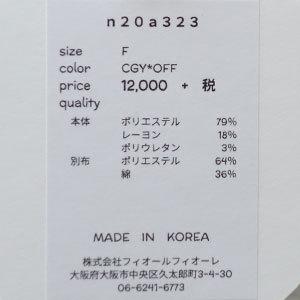 n20a323
size F
color CGY*OFF
price 12,000 + 税
quality
本体 ポリエステル 79%
レーヨン 18%
ポリウレタン 3%
別布 ポリエステル 64%
綿 36%
MADE IN KOREA
株式会社フィオールフィオーレ
大阪府大阪市中央区久太郎町3-4-30
06-6241-6773